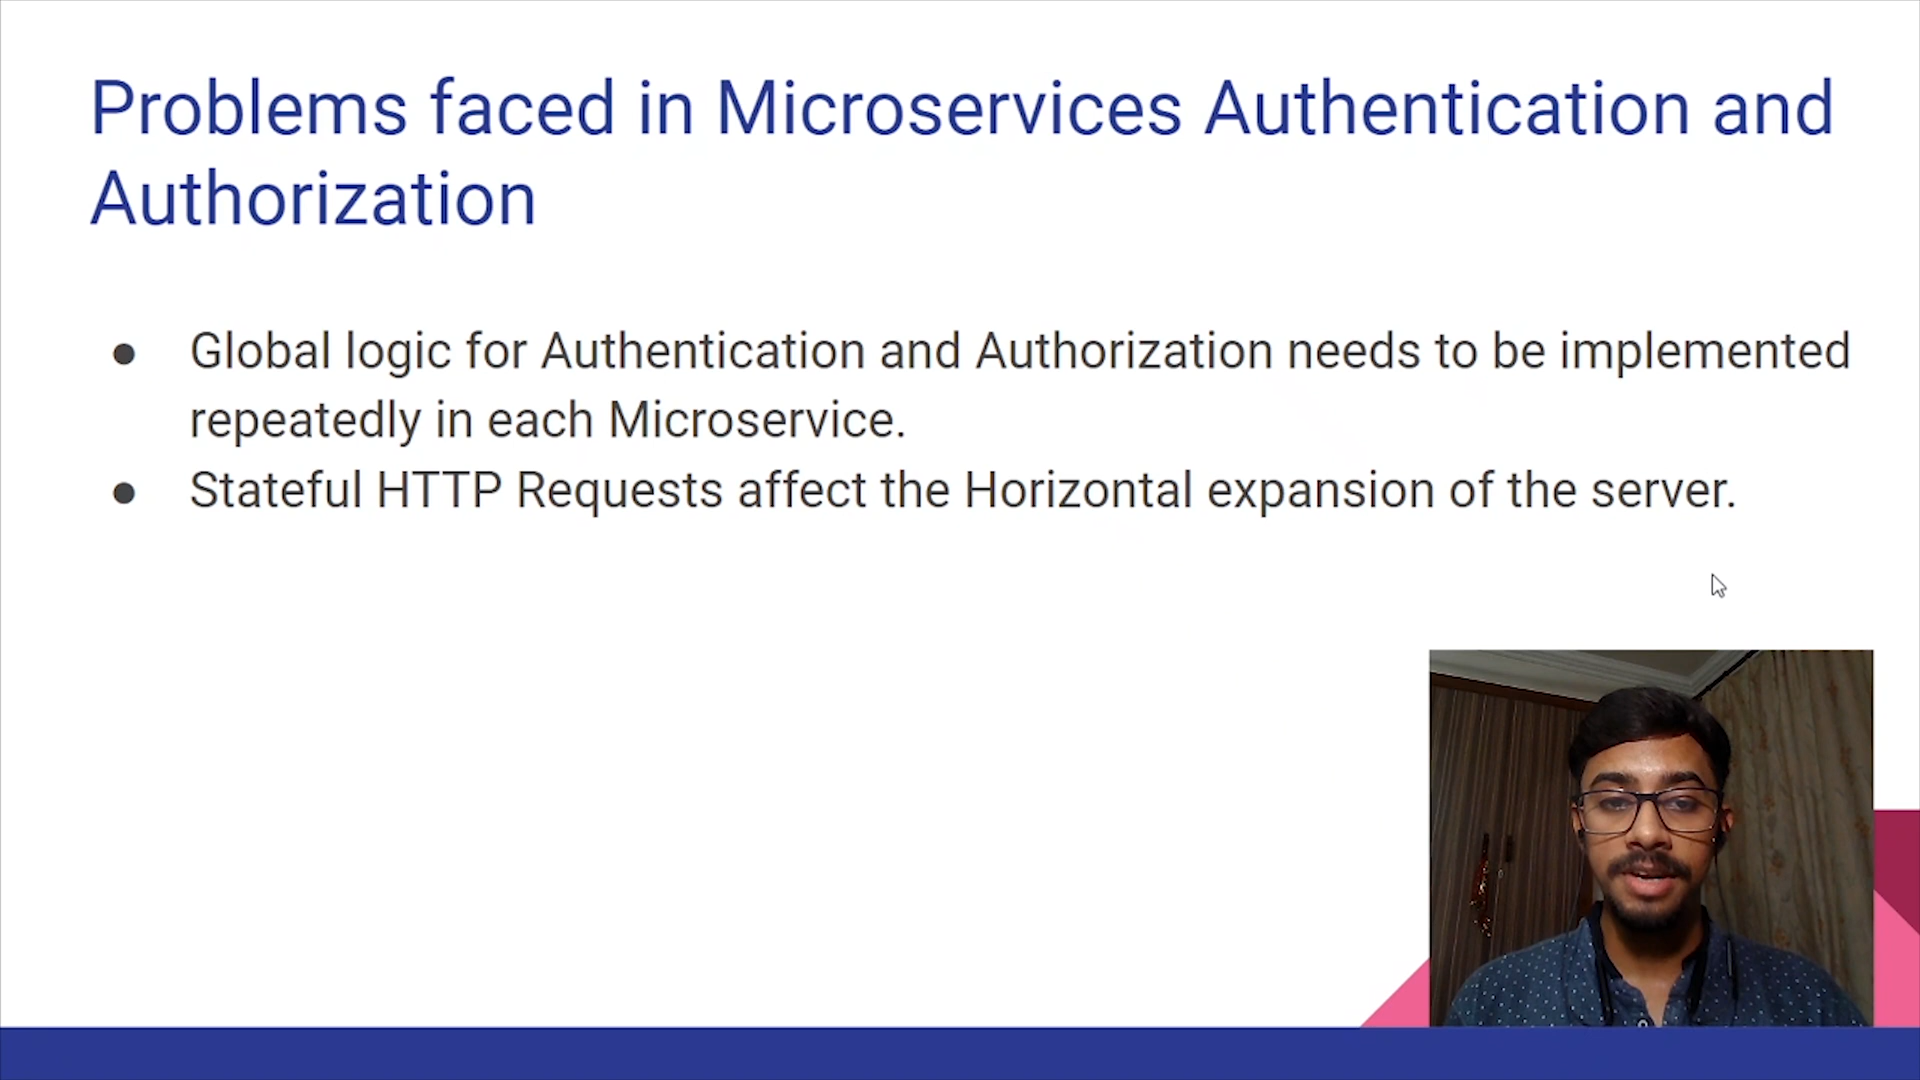 Problems faced in Microservices Authentication and
Authorization
● Global logic for Authentication and Authorization needs to be implemented
repeatedly in each Microservice.
● Stateful HTTP Requests affect the Horizontal expansion of the server.